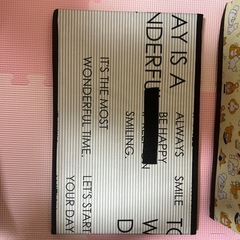 AY IS A
NDERFU
ALWAYS
SMILE
BE HAPPY
SMILING.
IT'S THE MOST
WONDERFUL TIME.
LET'S START
YOUR DAY
TO
W
D